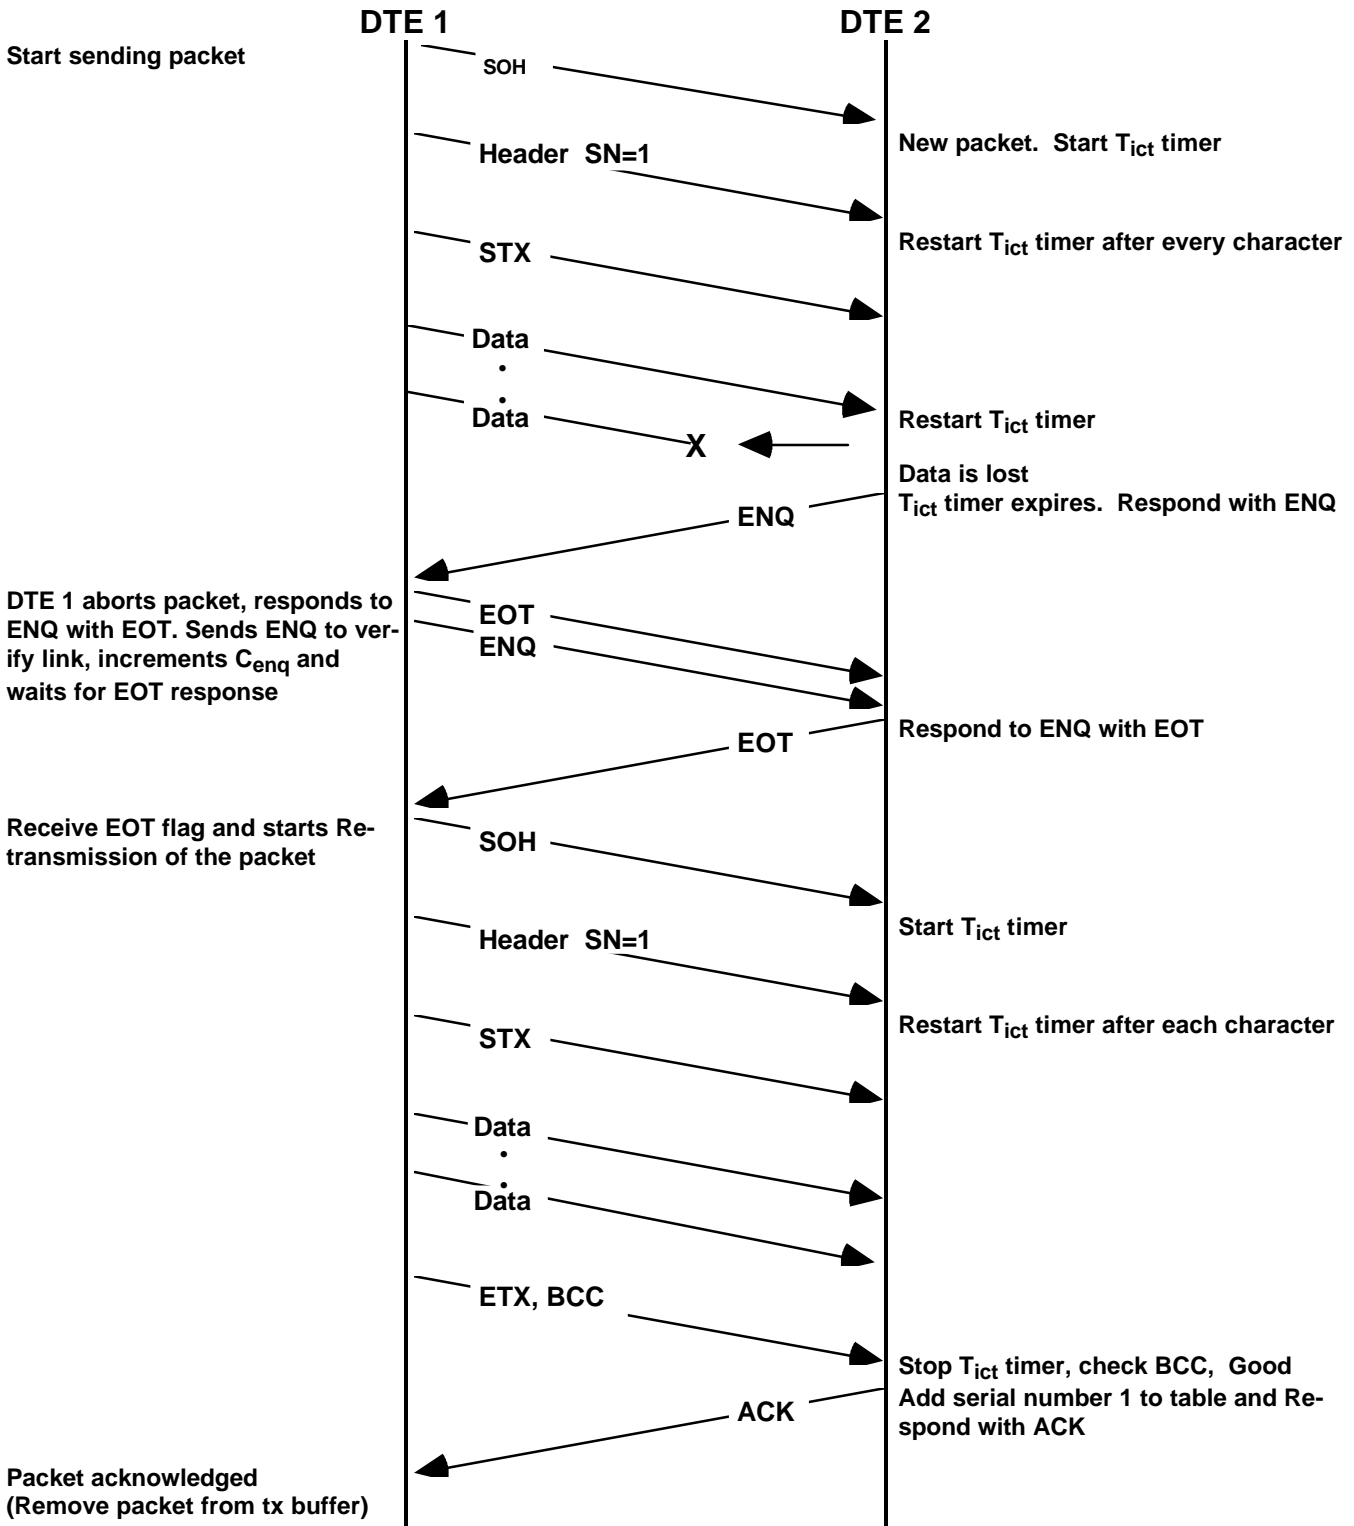 DTE 1
DTE 2
Start sending packet
SOH
New packet.  Start Tict timer
Header  SN=1
Restart Tict timer after every character
STX
Data
.
.
Data
Restart Tict timer
X
Data is lost
Tict timer expires.  Respond with ENQ
ENQ
DTE 1 aborts packet, responds to
ENQ with EOT. Sends ENQ to ver-
ify link, increments Cenq and
waits for EOT response
EOT
ENQ
Respond to ENQ with EOT
EOT
Receive EOT flag and starts Re-
transmission of the packet
SOH
Start Tict timer
Header  SN=1
Restart Tict timer after each character
STX
Data
.
.
Data
ETX, BCC
Stop Tict timer, check BCC,  Good
Add serial number 1 to table and Re-
spond with ACK
ACK
Packet acknowledged
(Remove packet from tx buffer)